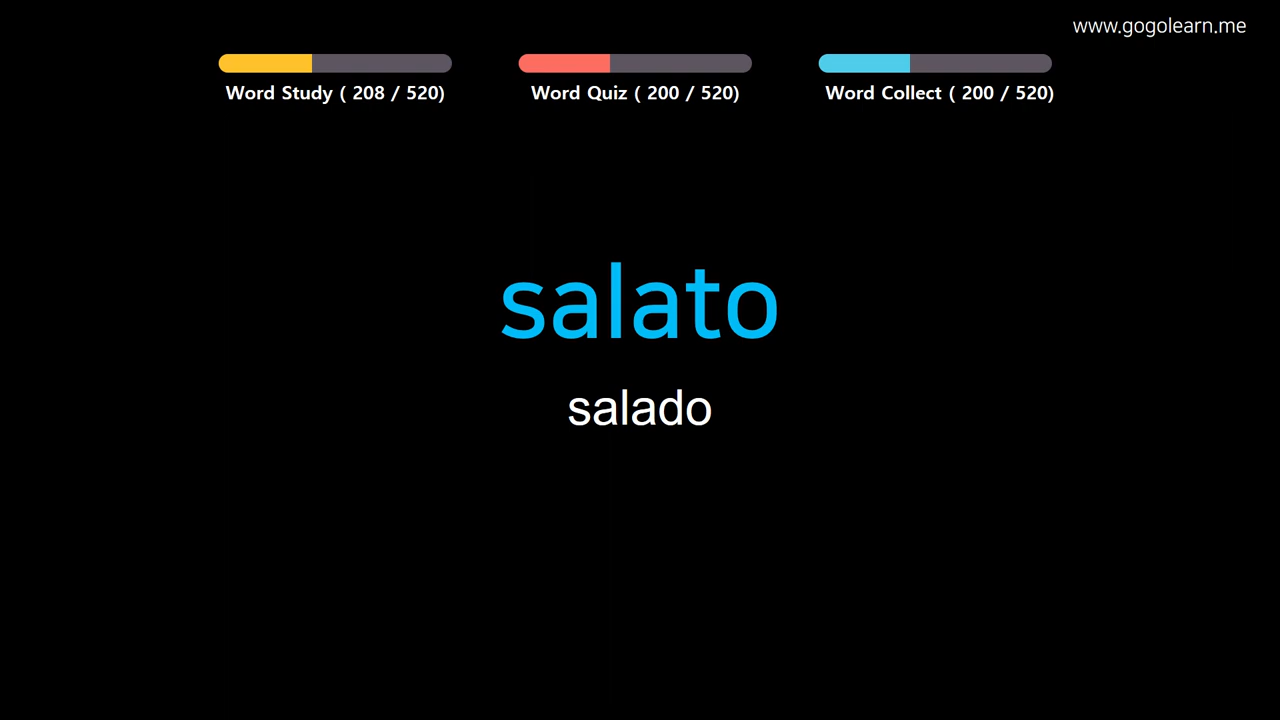 www.gogolearn.me
Word Study ( 208 / 520)
Word Quiz ( 200 / 520)
Word Collect ( 200 / 520)
salato
salado